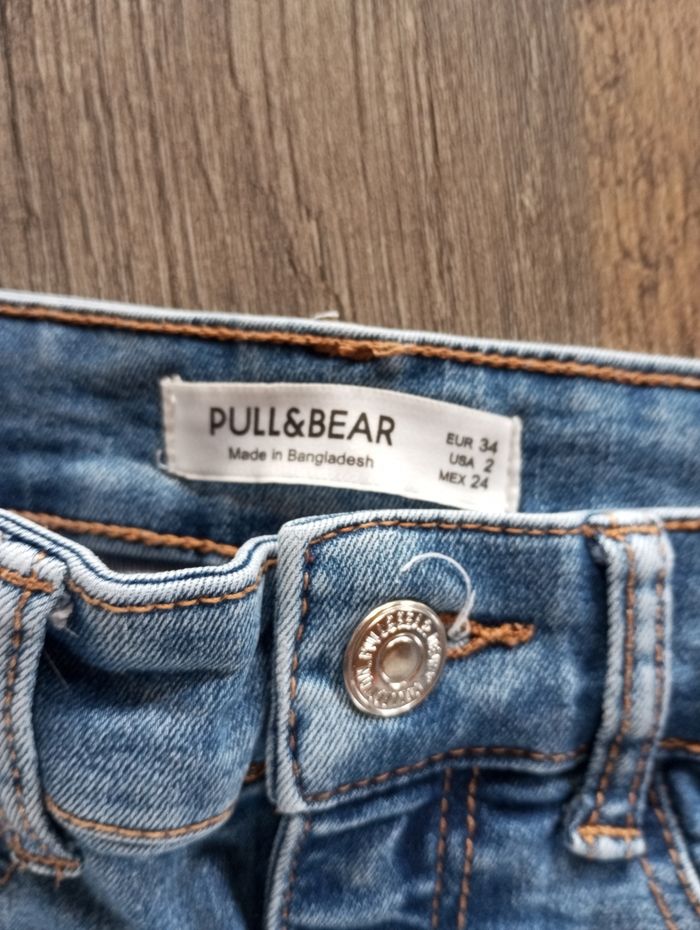 PULL&BEAR
Made in Bangladesh
EUR 34
USA 2
MEX 24